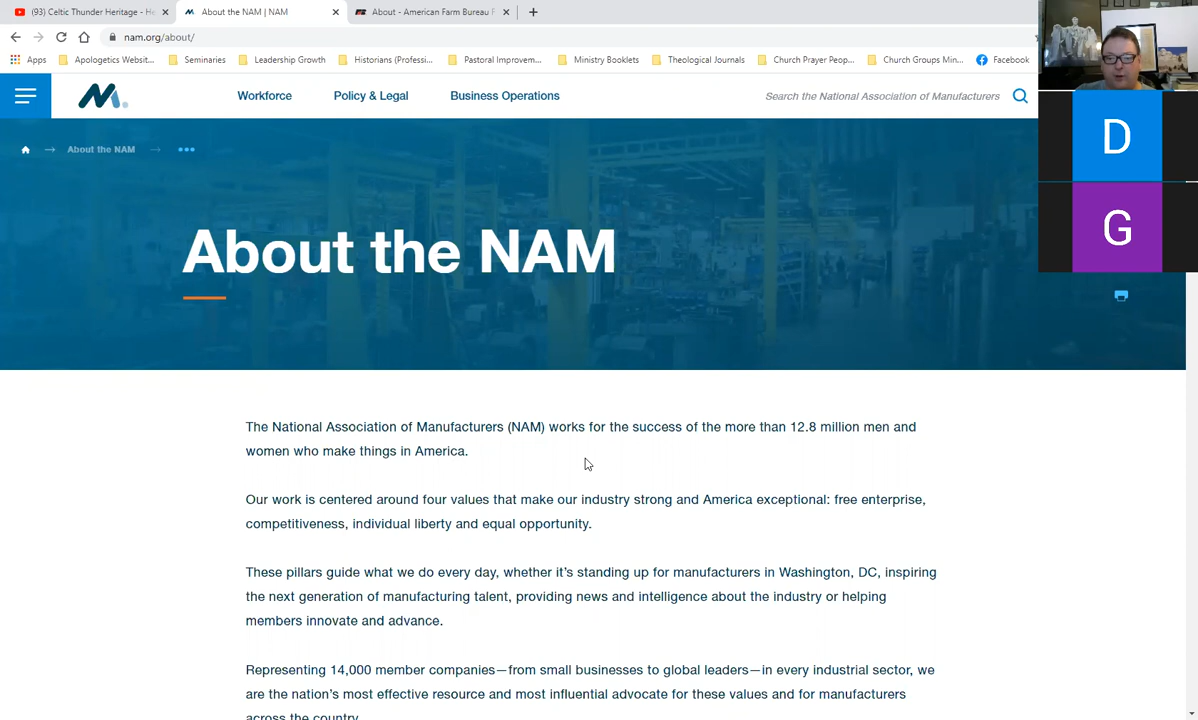 (93) Celtic Thunder Heritage - He
About the NAM | NAM
About - American Farm Bureau F
nam.org/about/
Apps
Apologetics Websit...
Seminaries
Leadership Growth
Historians (Professi...
Pastoral Improvem...
Ministry Booklets
Theological Journals
Church Prayer Peop...
Church Groups Min...
Facebook
Workforce
Policy & Legal
Business Operations
Search the National Association of Manufacturers
D
About the NAM
G
About the NAM
The National Association of Manufacturers (NAM) works for the success of the more than 12.8 million men and
women who make things in America.
Our work is centered around four values that make our industry strong and America exceptional: free enterprise,
competitiveness, individual liberty and equal opportunity.
These pillars guide what we do every day, whether it's standing up for manufacturers in Washington, DC, inspiring
the next generation of manufacturing talent, providing news and intelligence about the industry or helping
members innovate and advance.
Representing 14,000 member companies—from small businesses to global leaders—in every industrial sector, we
are the nation's most effective resource and most influential advocate for these values and for manufacturers
across the country.